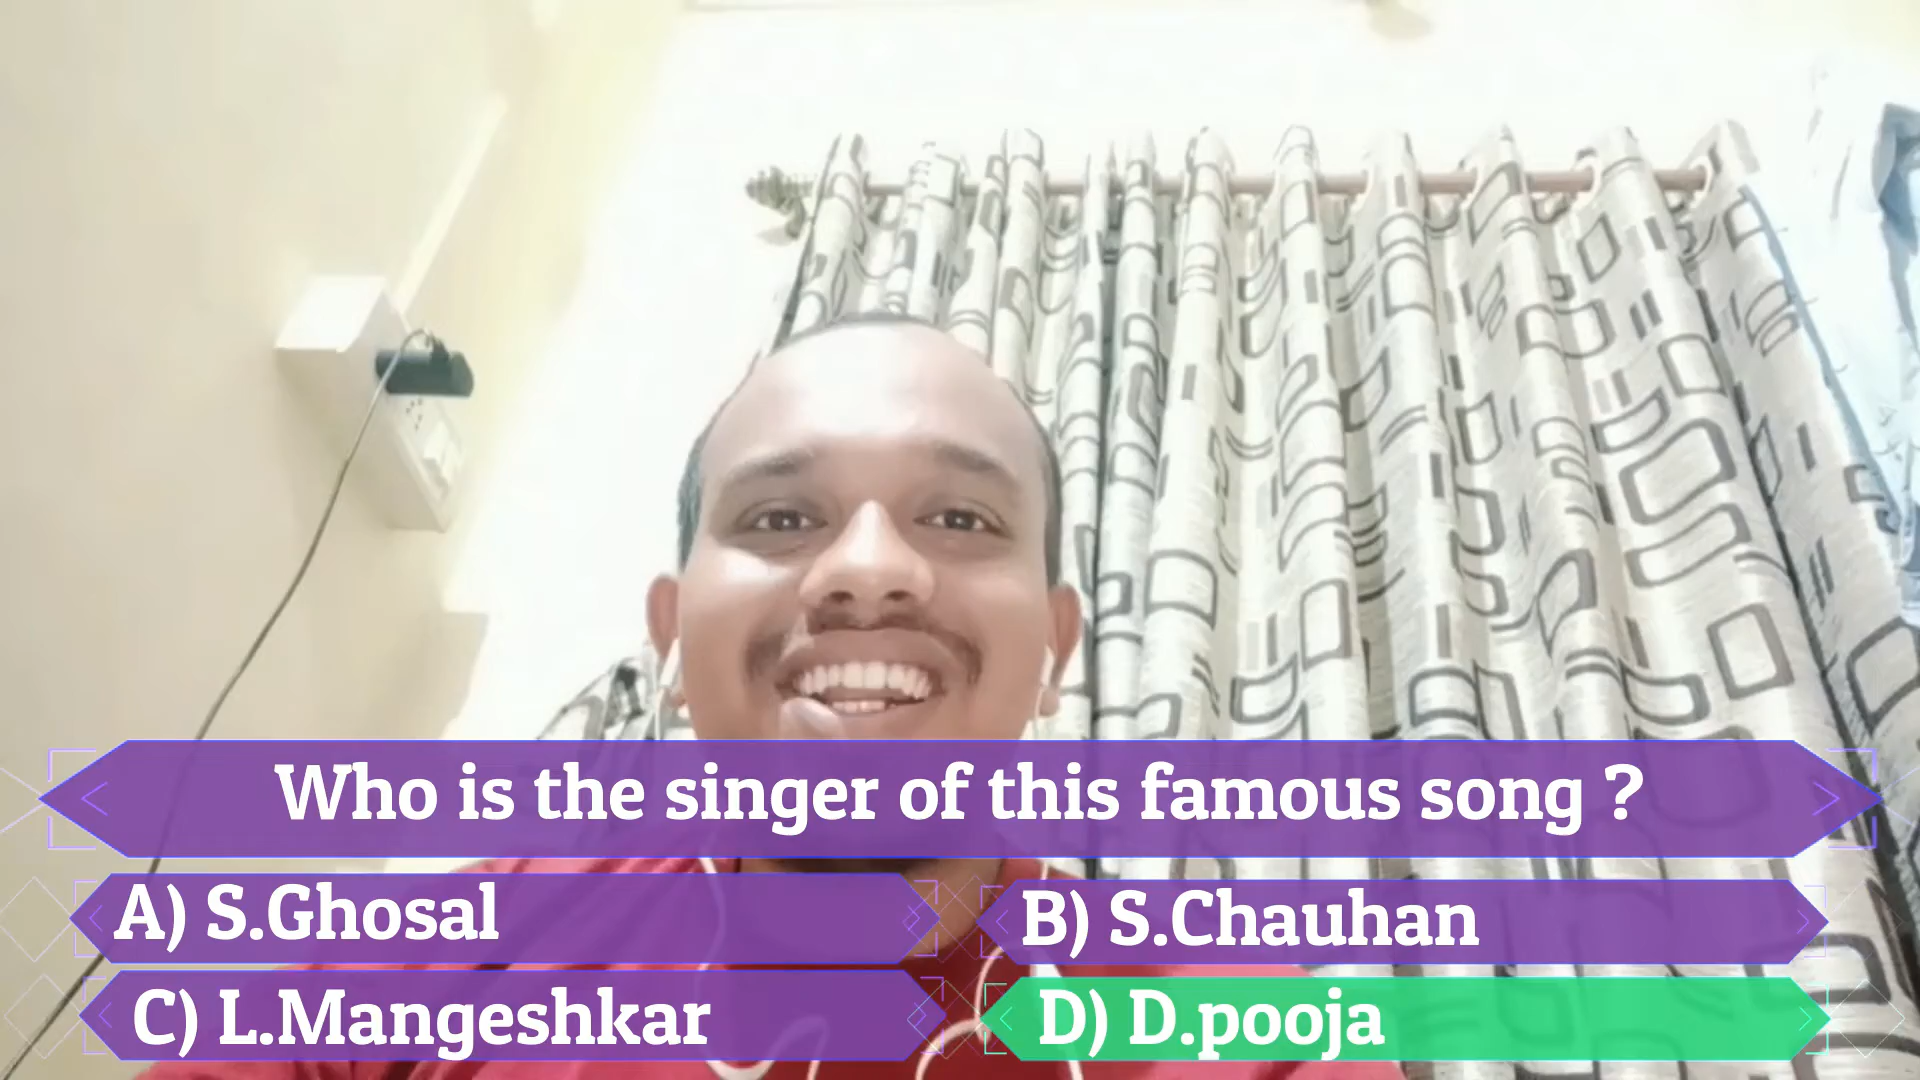 Who is the singer of this famous song ?
A) S.Ghosal
B) S.Chauhan
C) L.Mangeshkar
D) D.pooja